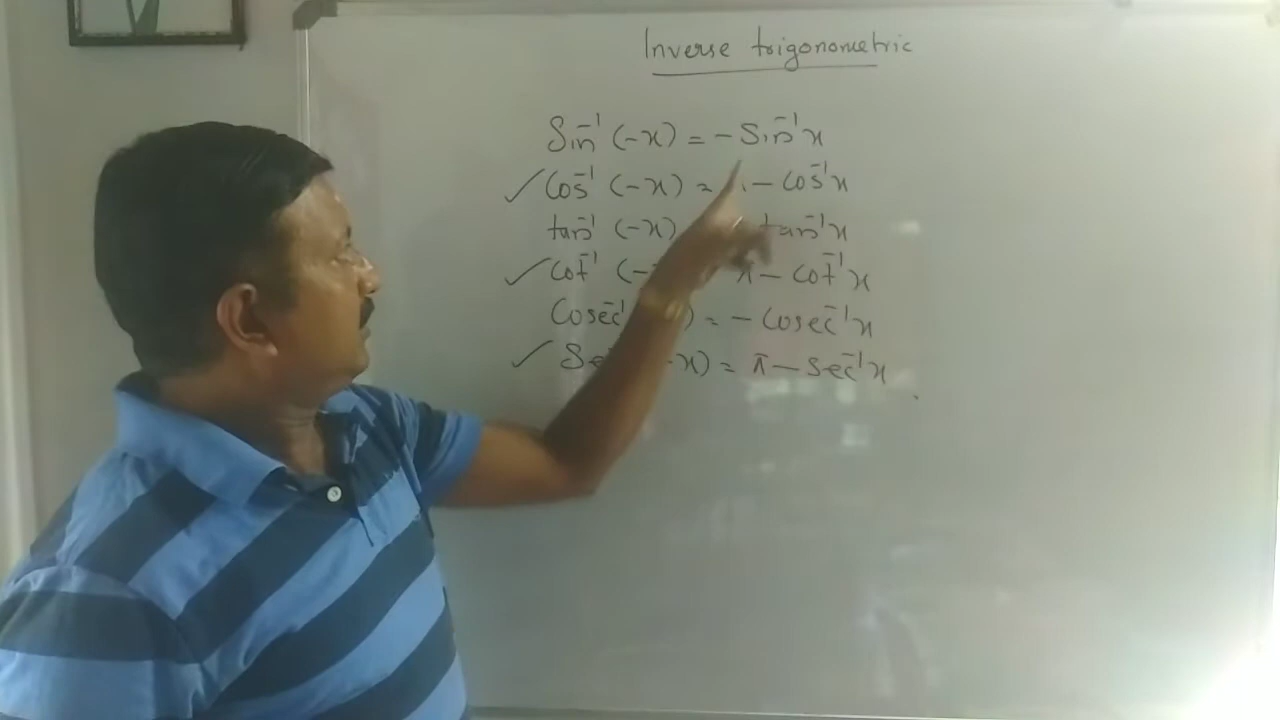 Inverse trigonometric
Sin⁻¹ (-x) = - Sin⁻¹x
✓ Cos⁻¹ (-x) = - Cos⁻¹x
tan⁻¹ (-x) tan⁻¹x
✓ Cot⁻¹ (- π - Cot⁻¹x
Cosec⁻¹ ) = - Cosec⁻¹x
✓ Sec x) = π - Sec⁻¹x